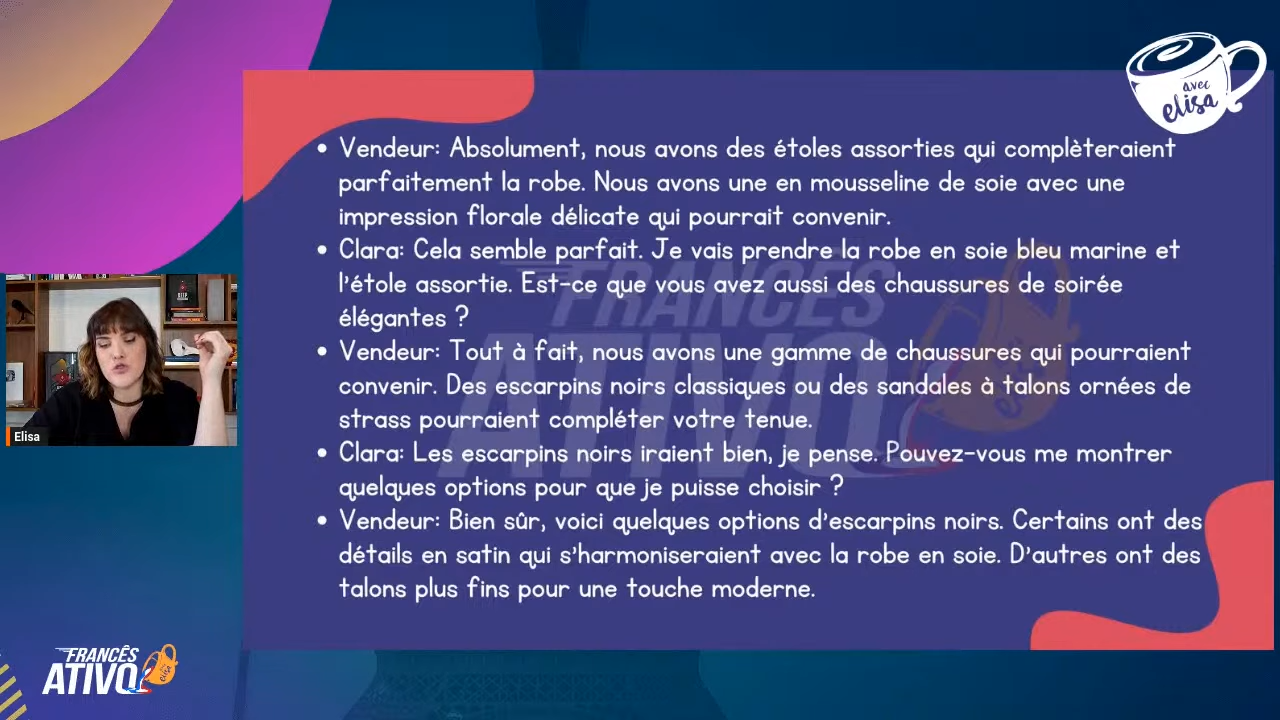 avec
elisa
• Vendeur: Absolument, nous avons des étoles assorties qui complèteraient
parfaitement la robe. Nous avons une en mousseline de soie avec une
impression florale délicate qui pourrait convenir.
• Clara: Cela semble parfait. Je vais prendre la robe en soie bleu marine et
l'étole assortie. Est-ce que vous avez aussi des chaussures de soirée
élégantes ?
• Vendeur: Tout à fait, nous avons une gamme de chaussures qui pourraient
convenir. Des escarpins noirs classiques ou des sandales à talons ornées de
strass pourraient compléter votre tenue.
• Clara: Les escarpins noirs iraient bien, je pense. Pouvez-vous me montrer
quelques options pour que je puisse choisir ?
• Vendeur: Bien sûr, voici quelques options d'escarpins noirs. Certains ont des
détails en satin qui s'harmoniseraient avec la robe en soie. D'autres ont des
talons plus fins pour une touche moderne.
FRANCÊS
ATIVO
Elisa
FRANCÊS
ATIVO